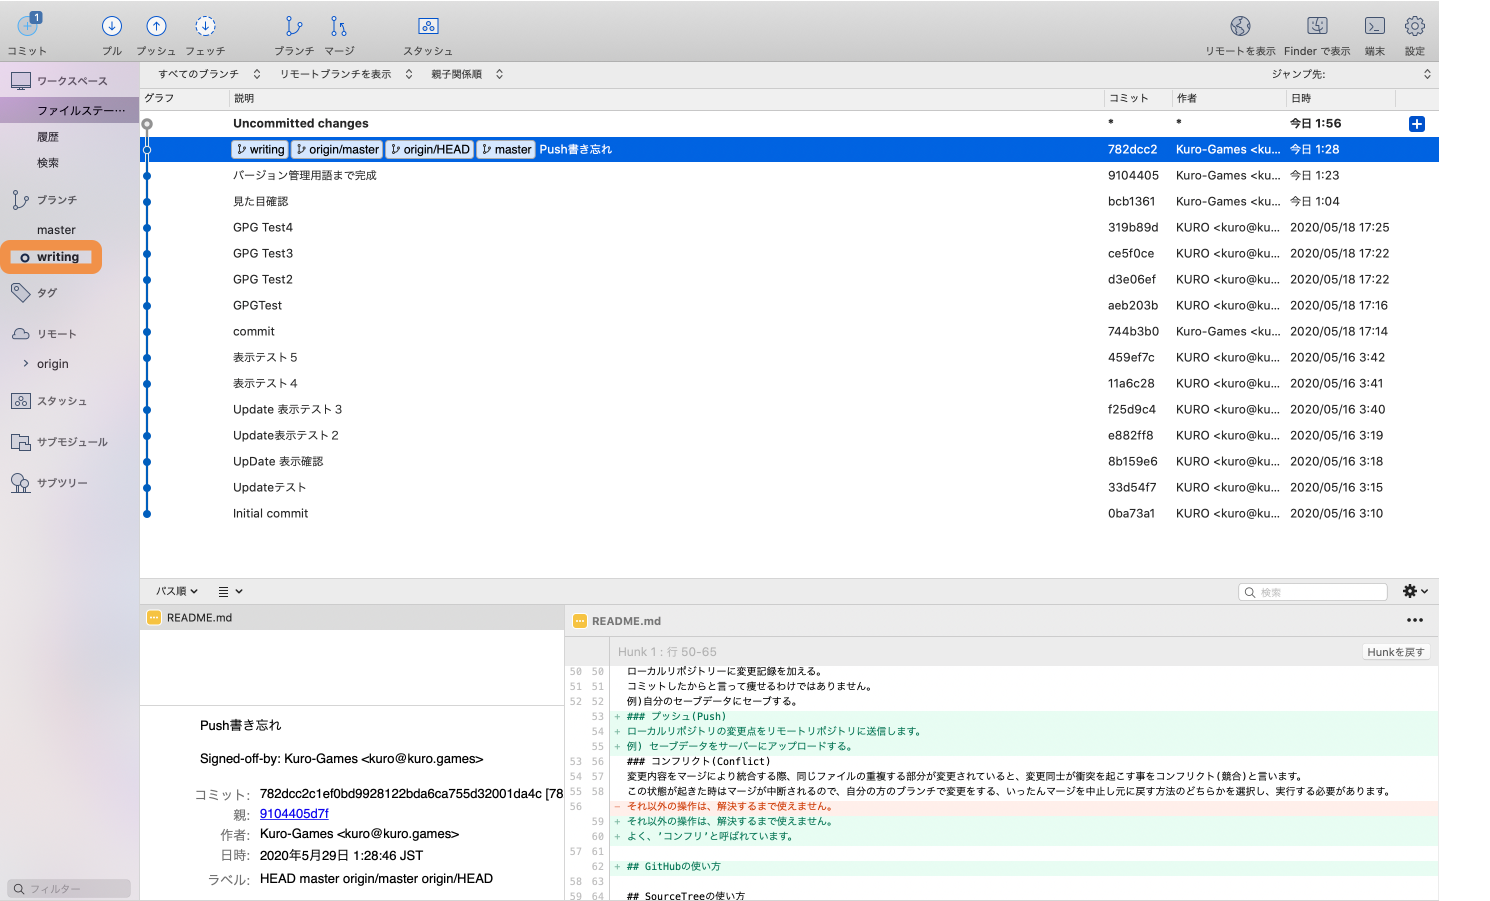 1
コミット プル プッシュ フェッチ ブランチ マージ スタッシュ リモートを表示 Finder で表示 端末 設定
ワークスペース
ファイルステー…
履歴
検索
ブランチ
master
writing
タグ
リモート
origin
スタッシュ
サブモジュール
サブツリー
フィルター
すべてのブランチ リモートブランチを表示 親子関係順 ジャンプ先:
グラフ 説明 コミット 作者 日時
Uncommitted changes * * 今日 1:56
writing origin/master origin/HEAD master Push書き忘れ 782dcc2 Kuro-Games <ku... 今日 1:28
バージョン管理用語まで完成 9104405 Kuro-Games <ku... 今日 1:23
見た目確認 bcb1361 Kuro-Games <ku... 今日 1:04
GPG Test4 319b89d KURO <kuro@ku... 2020/05/18 17:25
GPG Test3 ce5f0ce KURO <kuro@ku... 2020/05/18 17:22
GPG Test2 d3e06ef KURO <kuro@ku... 2020/05/18 17:22
GPGTest aeb203b KURO <kuro@ku... 2020/05/18 17:16
commit 744b3b0 Kuro-Games <ku... 2020/05/18 17:14
表示テスト５ 459ef7c KURO <kuro@ku... 2020/05/16 3:42
表示テスト４ 11a6c28 KURO <kuro@ku... 2020/05/16 3:41
Update 表示テスト３ f25d9c4 KURO <kuro@ku... 2020/05/16 3:40
Update表示テスト２ e882ff8 KURO <kuro@ku... 2020/05/16 3:19
UpDate 表示確認 8b159e6 KURO <kuro@ku... 2020/05/16 3:18
Updateテスト 33d54f7 KURO <kuro@ku... 2020/05/16 3:15
Initial commit 0ba73a1 KURO <kuro@ku... 2020/05/16 3:10
パス順 検索
README.md
Push書き忘れ
Signed-off-by: Kuro-Games <kuro@kuro.games>
コミット: 782dcc2c1ef0bd9928122bda6ca755d32001da4c [78
親: 9104405d7f
作者: Kuro-Games <kuro@kuro.games>
日時: 2020年5月29日 1:28:46 JST
ラベル: HEAD master origin/master origin/HEAD
README.md
Hunk 1 : 行 50-65 Hunkを戻す
50 50 ローカルリポジトリーに変更記録を加える。
51 51 コミットしたからと言って痩せるわけではありません。
52 52 例)自分のセーブデータにセーブする。
53 + ### プッシュ(Push)
54 + ローカルリポジトリの変更点をリモートリポジトリに送信します。
55 + 例) セーブデータをサーバーにアップロードする。
53 56 ### コンフリクト(Conflict)
54 57 変更内容をマージにより統合する際、同じファイルの重複する部分が変更されていると、変更同士が衝突を起こす事をコンフリクト(競合)と言います。
55 58 この状態が起きた時はマージが中断されるので、自分の方のブランチで変更をする、いったんマージを中止し元に戻す方法のどちらかを選択し、実行する必要があります。
56 - それ以外の操作は、解決するまで使えません。
59 + それ以外の操作は、解決するまで使えません。
60 + よく、'コンフリ'と呼ばれています。
57 61
62 + ## GitHubの使い方
58 63
59 64 ## SourceTreeの使い方